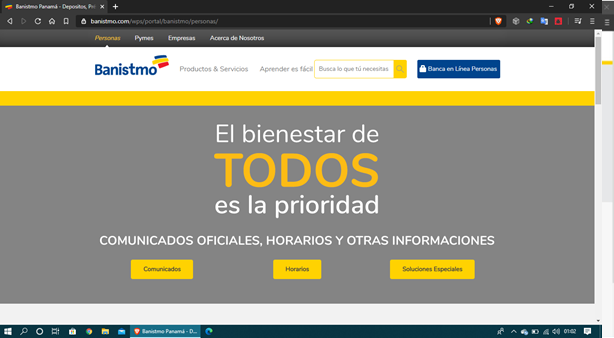 Banistmo Panamá - Depositos, Pré
banistmo.com/wps/portal/banistmo/personas/
Personas Pymes Empresas Acerca de Nosotros
Banistmo Productos & Servicios Aprender es fácil Busca lo que tú necesitas Banca en Línea Personas
El bienestar de
TODOS
es la prioridad
COMUNICADOS OFICIALES, HORARIOS Y OTRAS INFORMACIONES
Comunicados Horarios Soluciones Especiales
Banistmo Panamá - D... 01:02